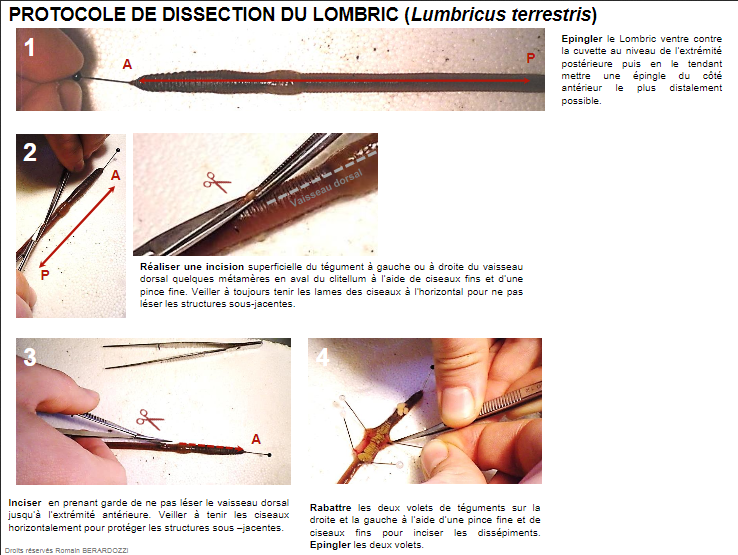 PROTOCOLE DE DISSECTION DU LOMBRIC (Lumbricus terrestris)
1
A
P
Epingler le Lombric ventre contre
la cuvette au niveau de l'extrémité
postérieure puis en le tendant
mettre une épingle du côté
antérieur le plus distalement
possible.
2
A
P
Vaisseau dorsal
Réaliser une incision superficielle du tégument à gauche ou à droite du vaisseau
dorsal quelques métamères en aval du clitellum à l'aide de ciseaux fins et d'une
pince fine. Veiller à toujours tenir les lames des ciseaux à l'horizontal pour ne pas
léser les structures sous-jacentes.
3
A
4
Inciser en prenant garde de ne pas léser le vaisseau dorsal
jusqu'à l'extrémité antérieure. Veiller à tenir les ciseaux
horizontalement pour protéger les structures sous –jacentes.
Rabattre les deux volets de téguments sur la
droite et la gauche à l'aide d'une pince fine et de
ciseaux fins pour inciser les dissépiments.
Epingler les deux volets.
Droits réservés Romain BERARDOZZI